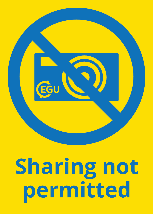 EGU
Sharing not
permitted